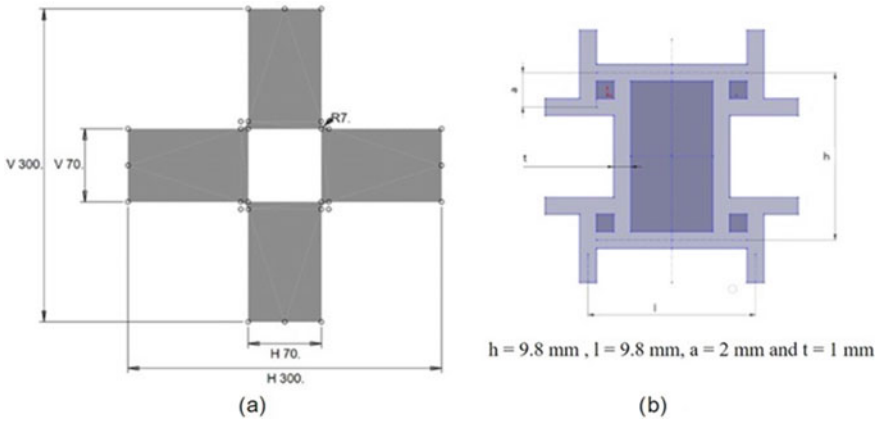 R7.
V 300.
V 70.
H 70.
H 300.
(a)
a
t
h
l
h = 9.8 mm , l = 9.8 mm, a = 2 mm and t = 1 mm
(b)